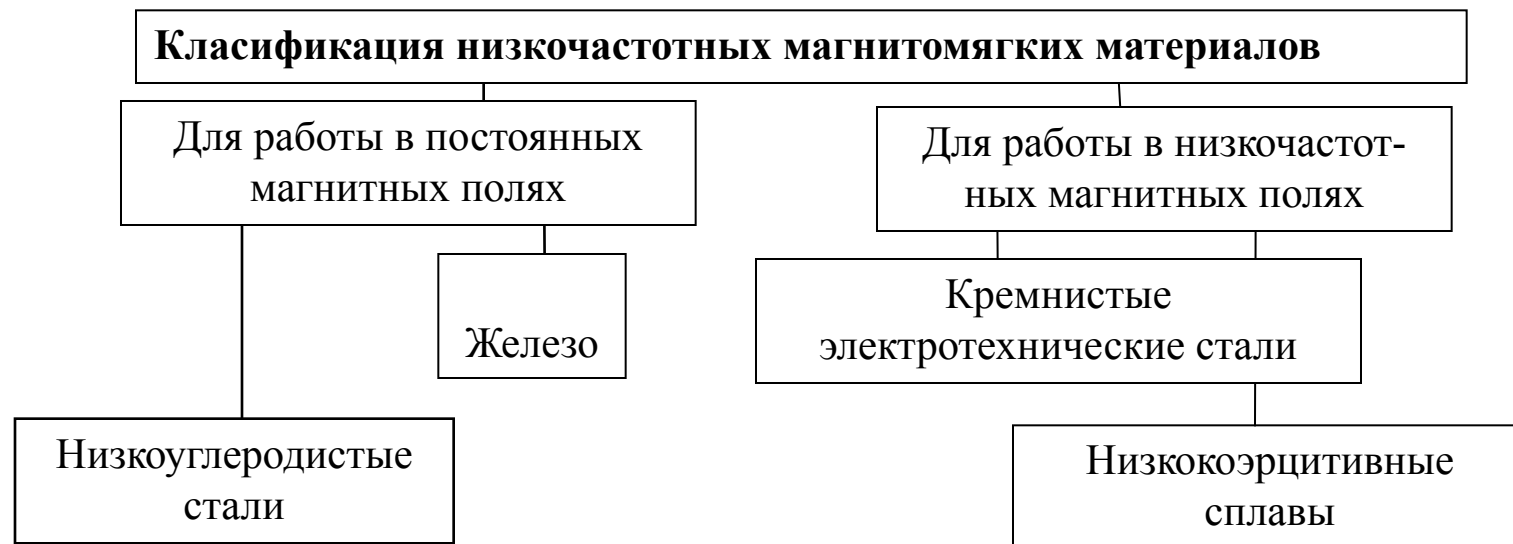 Класификация низкочастотных магнитомягких материалов
Для работы в постоянных
магнитных полях
Для работы в низкочастот-
ных магнитных полях
Железо
Кремнистые
электротехнические стали
Низкоуглеродистые
стали
Низкокоэрцитивные
сплавы